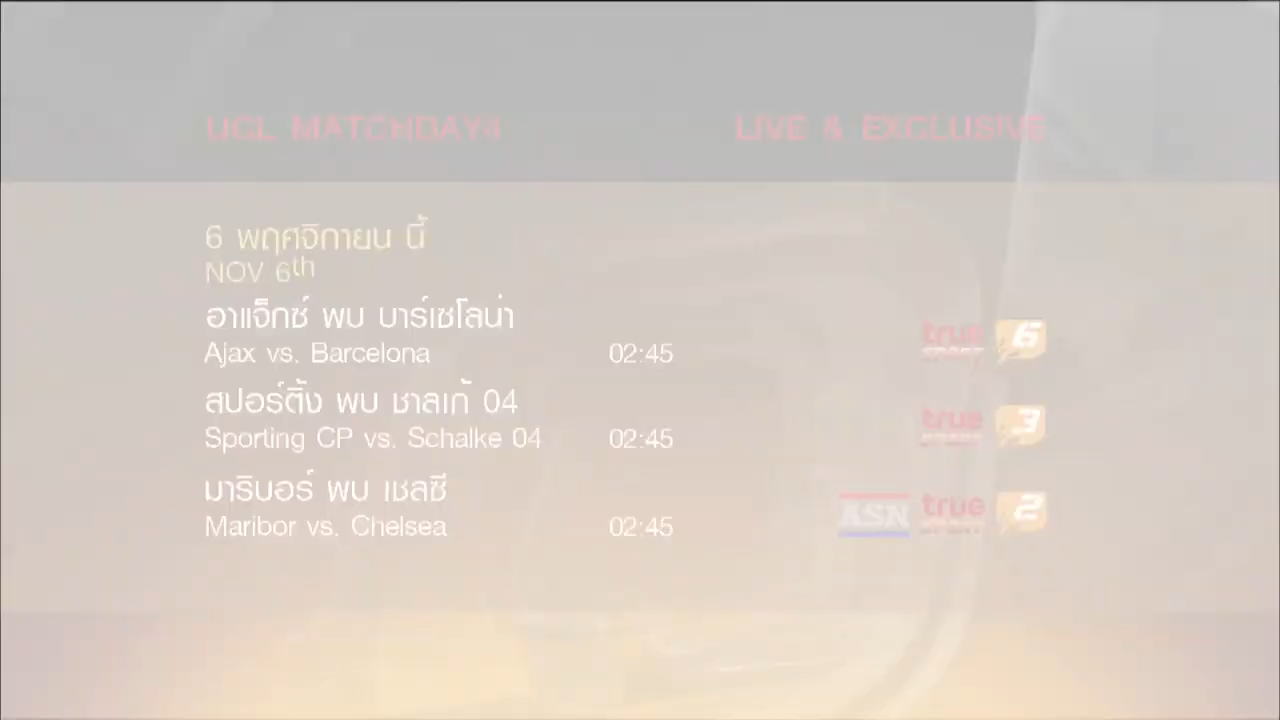 UCL MATCHDAY4 LIVE & EXCLUSIVE
6 พฤศจิกายน นี้
NOV 6th
อาแจ็กซ์ พบ บาร์เซโลน่า
Ajax vs. Barcelona 02:45 true SPORT 6
สปอร์ติ้ง พบ ชาลเก้ 04
Sporting CP vs. Schalke 04 02:45 true SPORT 3
มาริบอร์ พบ เชลซี
Maribor vs. Chelsea 02:45 ASN true SPORT 2